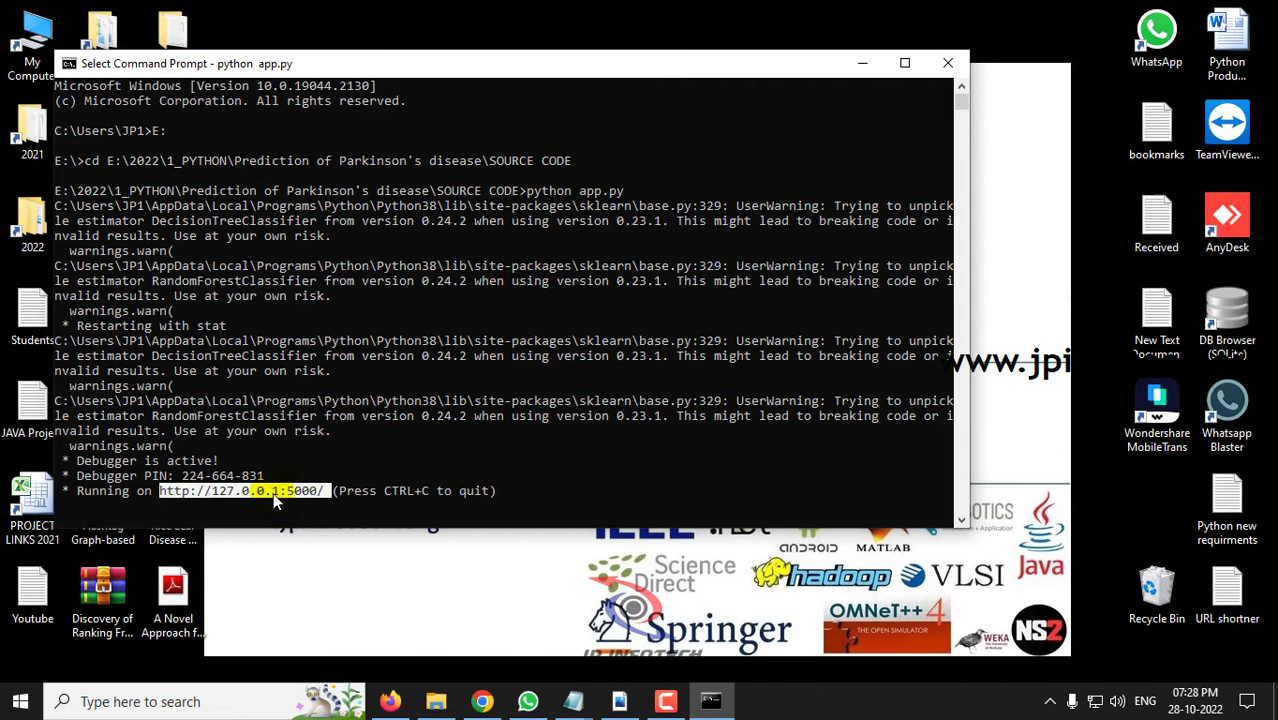 My
Compute
2021
2022
Students
JAVA Proje
PROJECT
LINKS 2021
Youtube
Select Command Prompt - python  app.py
Microsoft Windows [Version 10.0.19044.2130]
(c) Microsoft Corporation. All rights reserved.
C:\Users\JP1>E:
E:\>cd E:\2022\1_PYTHON\Prediction of Parkinson's disease\SOURCE CODE
E:\2022\1_PYTHON\Prediction of Parkinson's disease\SOURCE CODE>python app.py
C:\Users\JP1\AppData\Local\Programs\Python\Python38\lib\site-packages\sklearn\base.py:329: UserWarning: Trying to unpick
le estimator DecisionTreeClassifier from version 0.24.2 when using version 0.23.1. This might lead to breaking code or i
nvalid results. Use at your own risk.
warnings.warn(
C:\Users\JP1\AppData\Local\Programs\Python\Python38\lib\site-packages\sklearn\base.py:329: UserWarning: Trying to unpick
le estimator RandomForestClassifier from version 0.24.2 when using version 0.23.1. This might lead to breaking code or i
nvalid results. Use at your own risk.
warnings.warn(
* Restarting with stat
C:\Users\JP1\AppData\Local\Programs\Python\Python38\lib\site-packages\sklearn\base.py:329: UserWarning: Trying to unpick
le estimator DecisionTreeClassifier from version 0.24.2 when using version 0.23.1. This might lead to breaking code or i
nvalid results. Use at your own risk.
warnings.warn(
C:\Users\JP1\AppData\Local\Programs\Python\Python38\lib\site-packages\sklearn\base.py:329: UserWarning: Trying to unpick
le estimator RandomForestClassifier from version 0.24.2 when using version 0.23.1. This might lead to breaking code or i
nvalid results. Use at your own risk.
warnings.warn(
* Debugger is active!
* Debugger PIN: 224-664-831
* Running on http://127.0.0.1:5000/ (Press CTRL+C to quit)
www.jpi
Matching
Graph-based
Disease ...
Discovery of
Ranking Fr...
A Novel
Approach f...
ANDROID
MATLAB
Java
Science
Direct
hadoop
VLSI
Springer
OMNeT++ 4
THE OPEN SIMULATOR
WEKA
NS2
JP INFOTECH
WhatsApp
Python
Produ...
bookmarks
TeamViewe...
Received
AnyDesk
New Text
Documen...
DB Browser
(SQLite)
Wondershare
MobileTrans
Whatsapp
Blaster
Python new
requirments
Recycle Bin
URL shortner
Type here to search
ENG
07:28 PM
28-10-2022